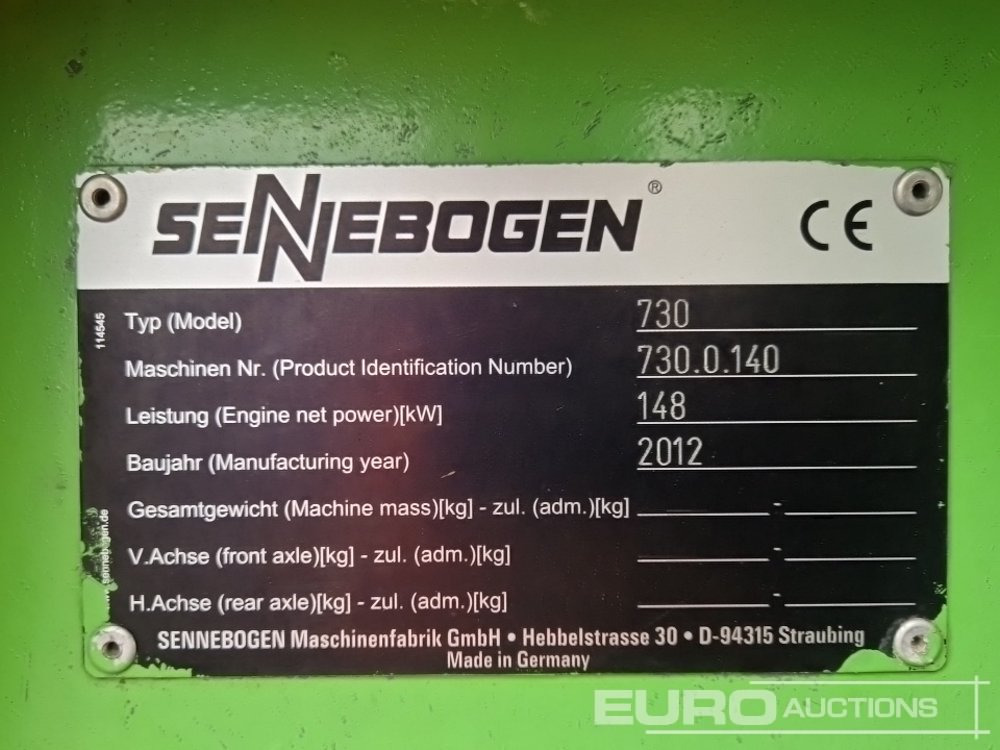 SENNEBOGEN ®
CE
114545
Typ (Model) 730
Maschinen Nr. (Product Identification Number) 730.0.140
Leistung (Engine net power)[kW] 148
Baujahr (Manufacturing year) 2012
Gesamtgewicht (Machine mass)[kg] - zul. (adm.)[kg] -
V.Achse (front axle)[kg] - zul. (adm.)[kg] -
H.Achse (rear axle)[kg] - zul. (adm.)[kg] -
SENNEBOGEN Maschinenfabrik GmbH • Hebbelstrasse 30 • D-94315 Straubing
Made in Germany
EURO AUCTIONS